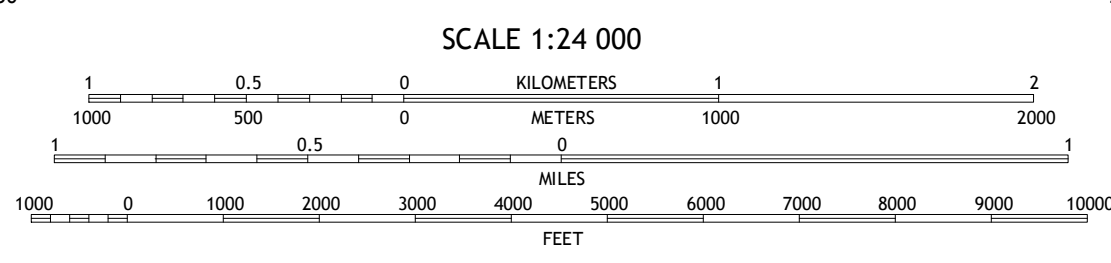 SCALE 1:24 000
1 0.5 0 KILOMETERS 1 2
1000 500 0 METERS 1000 2000
1 0.5 0 1
MILES
1000 0 1000 2000 3000 4000 5000 6000 7000 8000 9000 10000
FEET